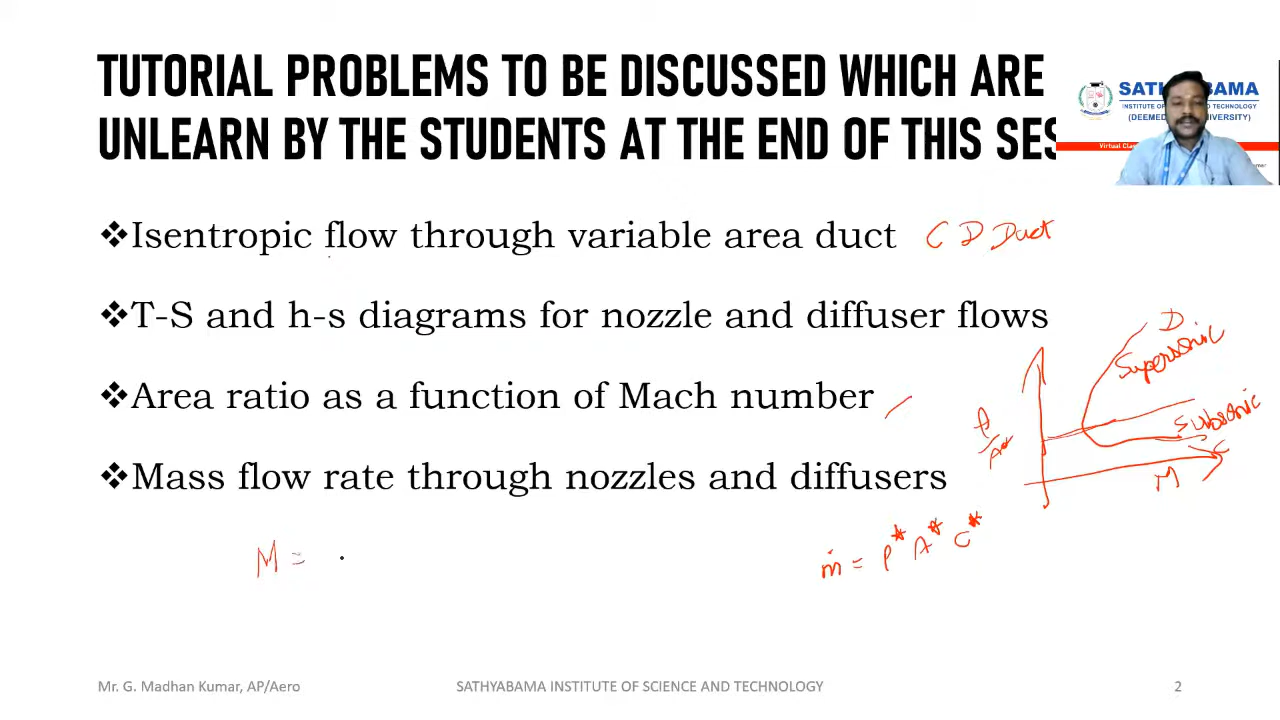 TUTORIAL PROBLEMS TO BE DISCUSSED WHICH ARE
UNLEARN BY THE STUDENTS AT THE END OF THIS SES
INSTITUTE OF TECHNOLOGY
(DEEMED UNIVERSITY)
Virtual
❖Isentropic flow through variable area duct C D Duct
❖T-S and h-s diagrams for nozzle and diffuser flows
D
Supersonic
❖Area ratio as a function of Mach number
A/A*
Subsonic
C
M
❖Mass flow rate through nozzles and diffusers
M =
ṁ = ρ* A* C*
Mr. G. Madhan Kumar, AP/Aero
SATHYABAMA INSTITUTE OF SCIENCE AND TECHNOLOGY
2